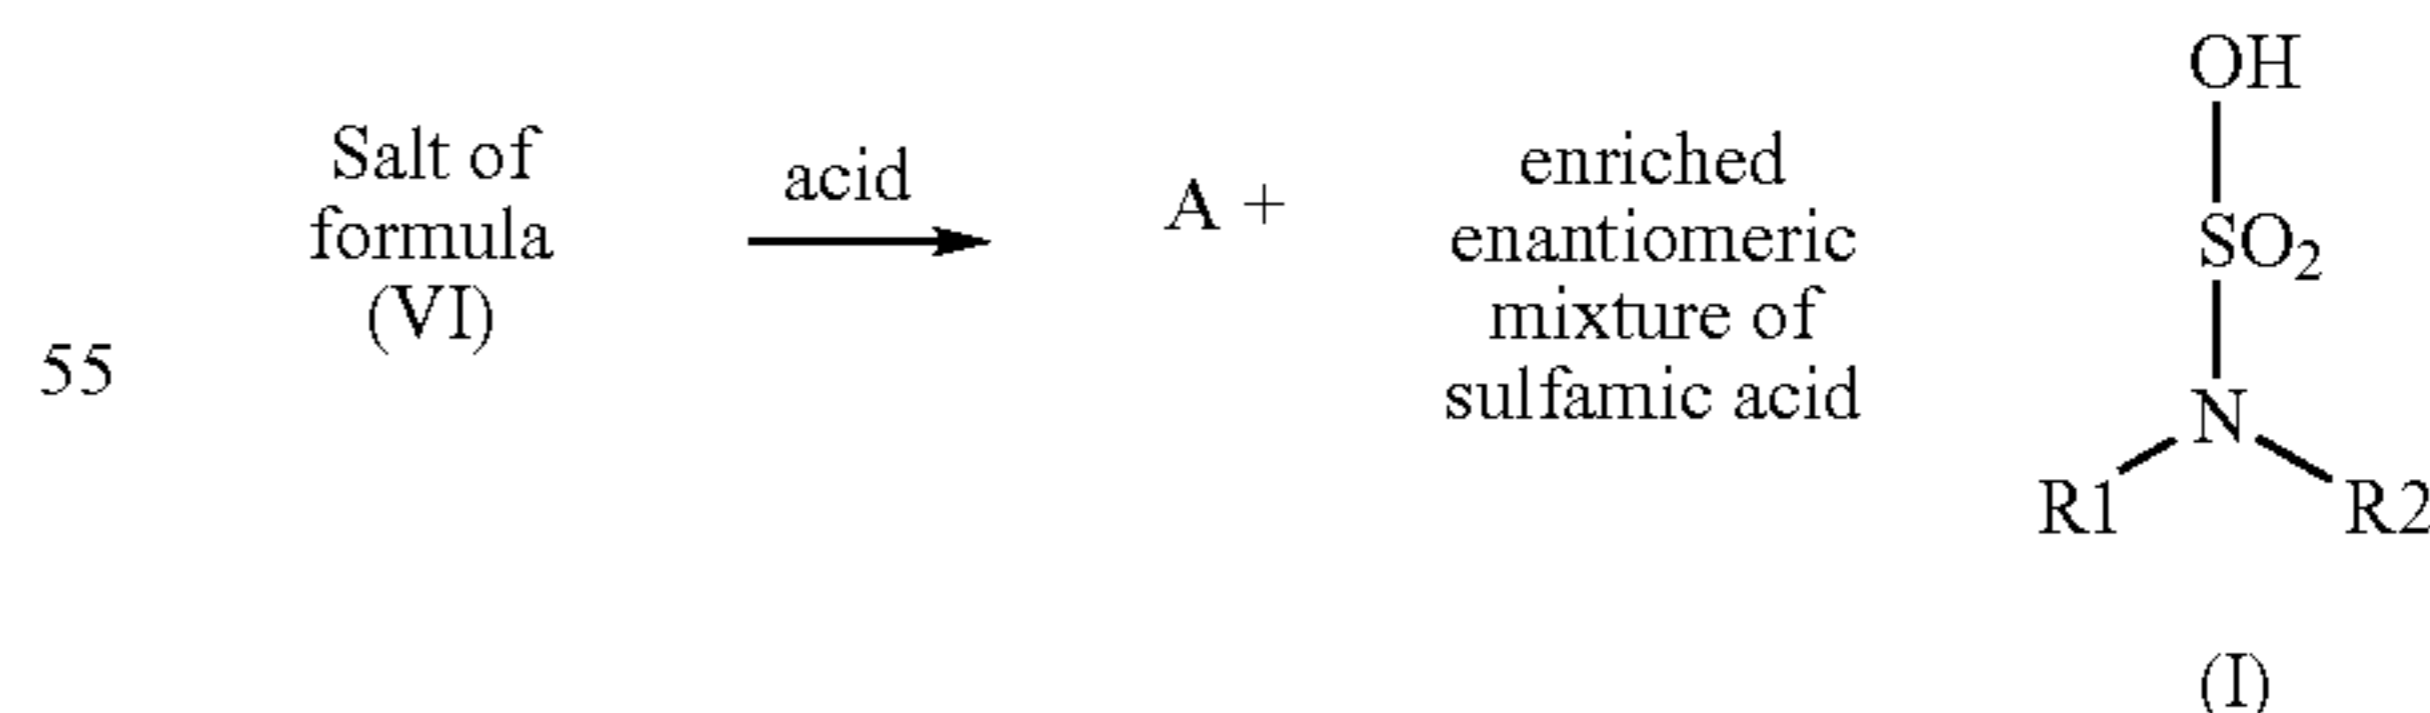 55
Salt of
formula
(VI)
acid
A +
enriched
enantiomeric
mixture of
sulfamic acid
OH
SO2
N
R1 R2
(I)